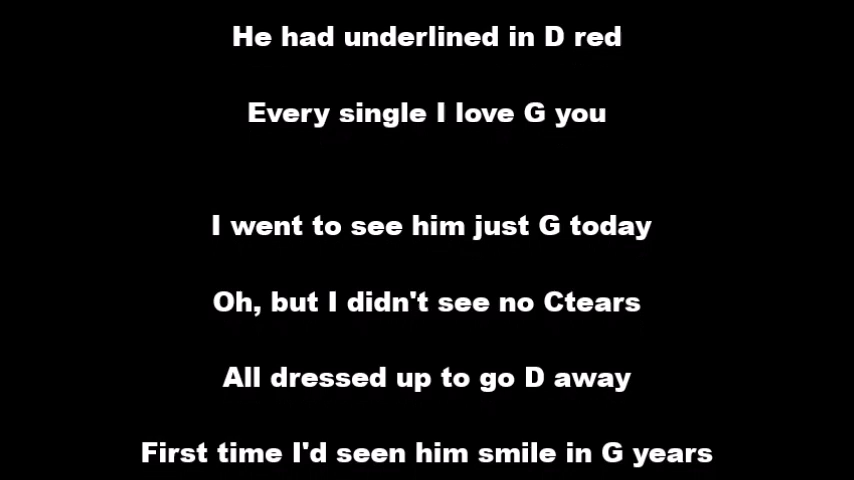 He had underlined in D red
Every single I love G you
I went to see him just G today
Oh, but I didn't see no Ctears
All dressed up to go D away
First time I'd seen him smile in G years